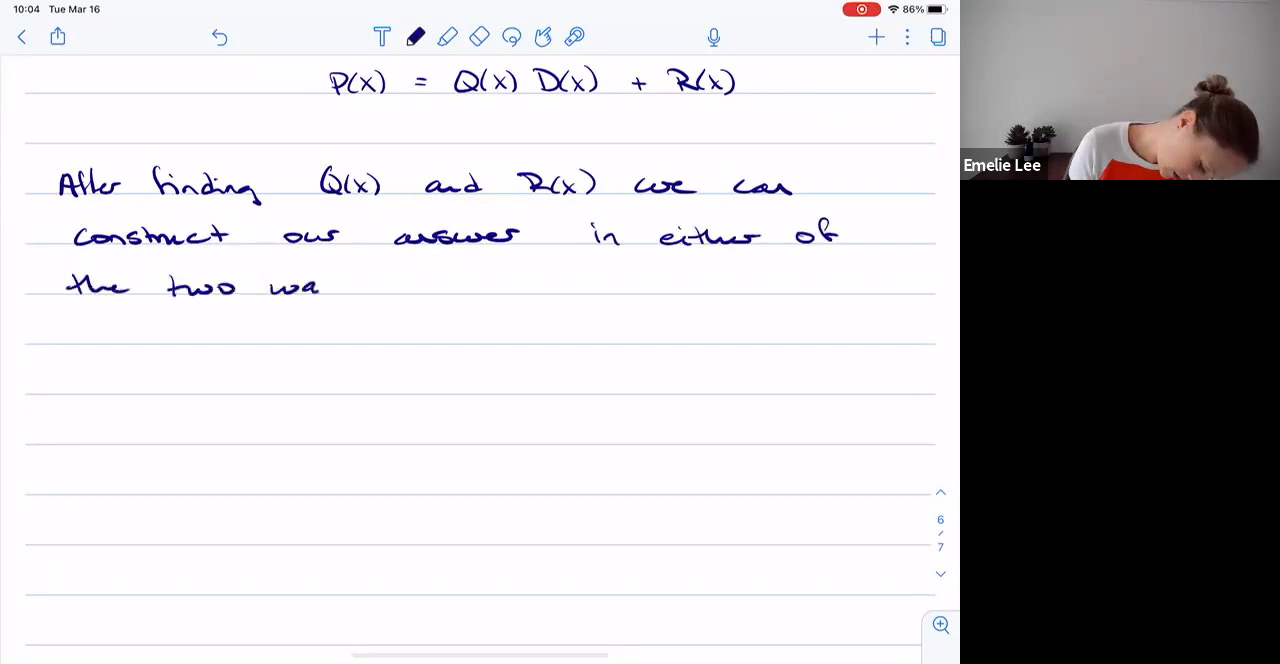 10:04 Tue Mar 16
86%
P(x) = Q(x) D(x) + R(x)
After finding Q(x) and R(x) we can
construct our answer in either of
the two wa
6
/
7
Emelie Lee